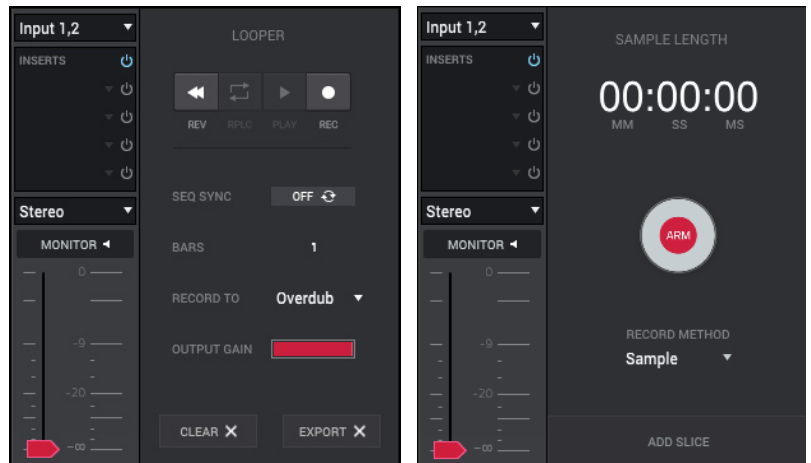 Input 1,2
INSERTS
Stereo
MONITOR
0
-9
-20
-∞
LOOPER
REV RPLC PLAY REC
SEQ SYNC OFF
BARS 1
RECORD TO Overdub
OUTPUT GAIN
CLEAR X EXPORT X
Input 1,2
INSERTS
Stereo
MONITOR
0
-9
-20
-∞
SAMPLE LENGTH
00:00:00
MM SS MS
ARM
RECORD METHOD
Sample
ADD SLICE